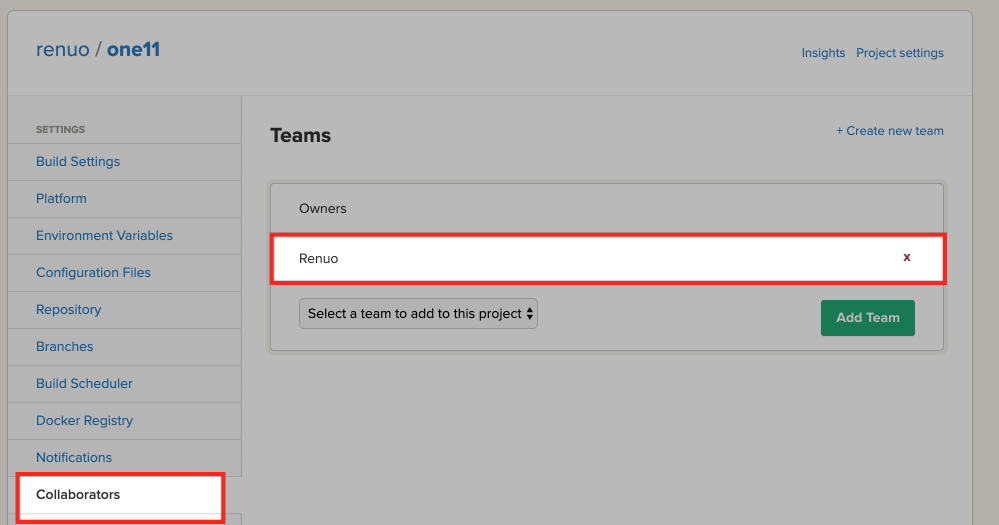 renuo / one11
Insights Project settings
SETTINGS
Build Settings
Platform
Environment Variables
Configuration Files
Repository
Branches
Build Scheduler
Docker Registry
Notifications
Collaborators
Teams
+ Create new team
Owners
Renuo x
Select a team to add to this project
Add Team